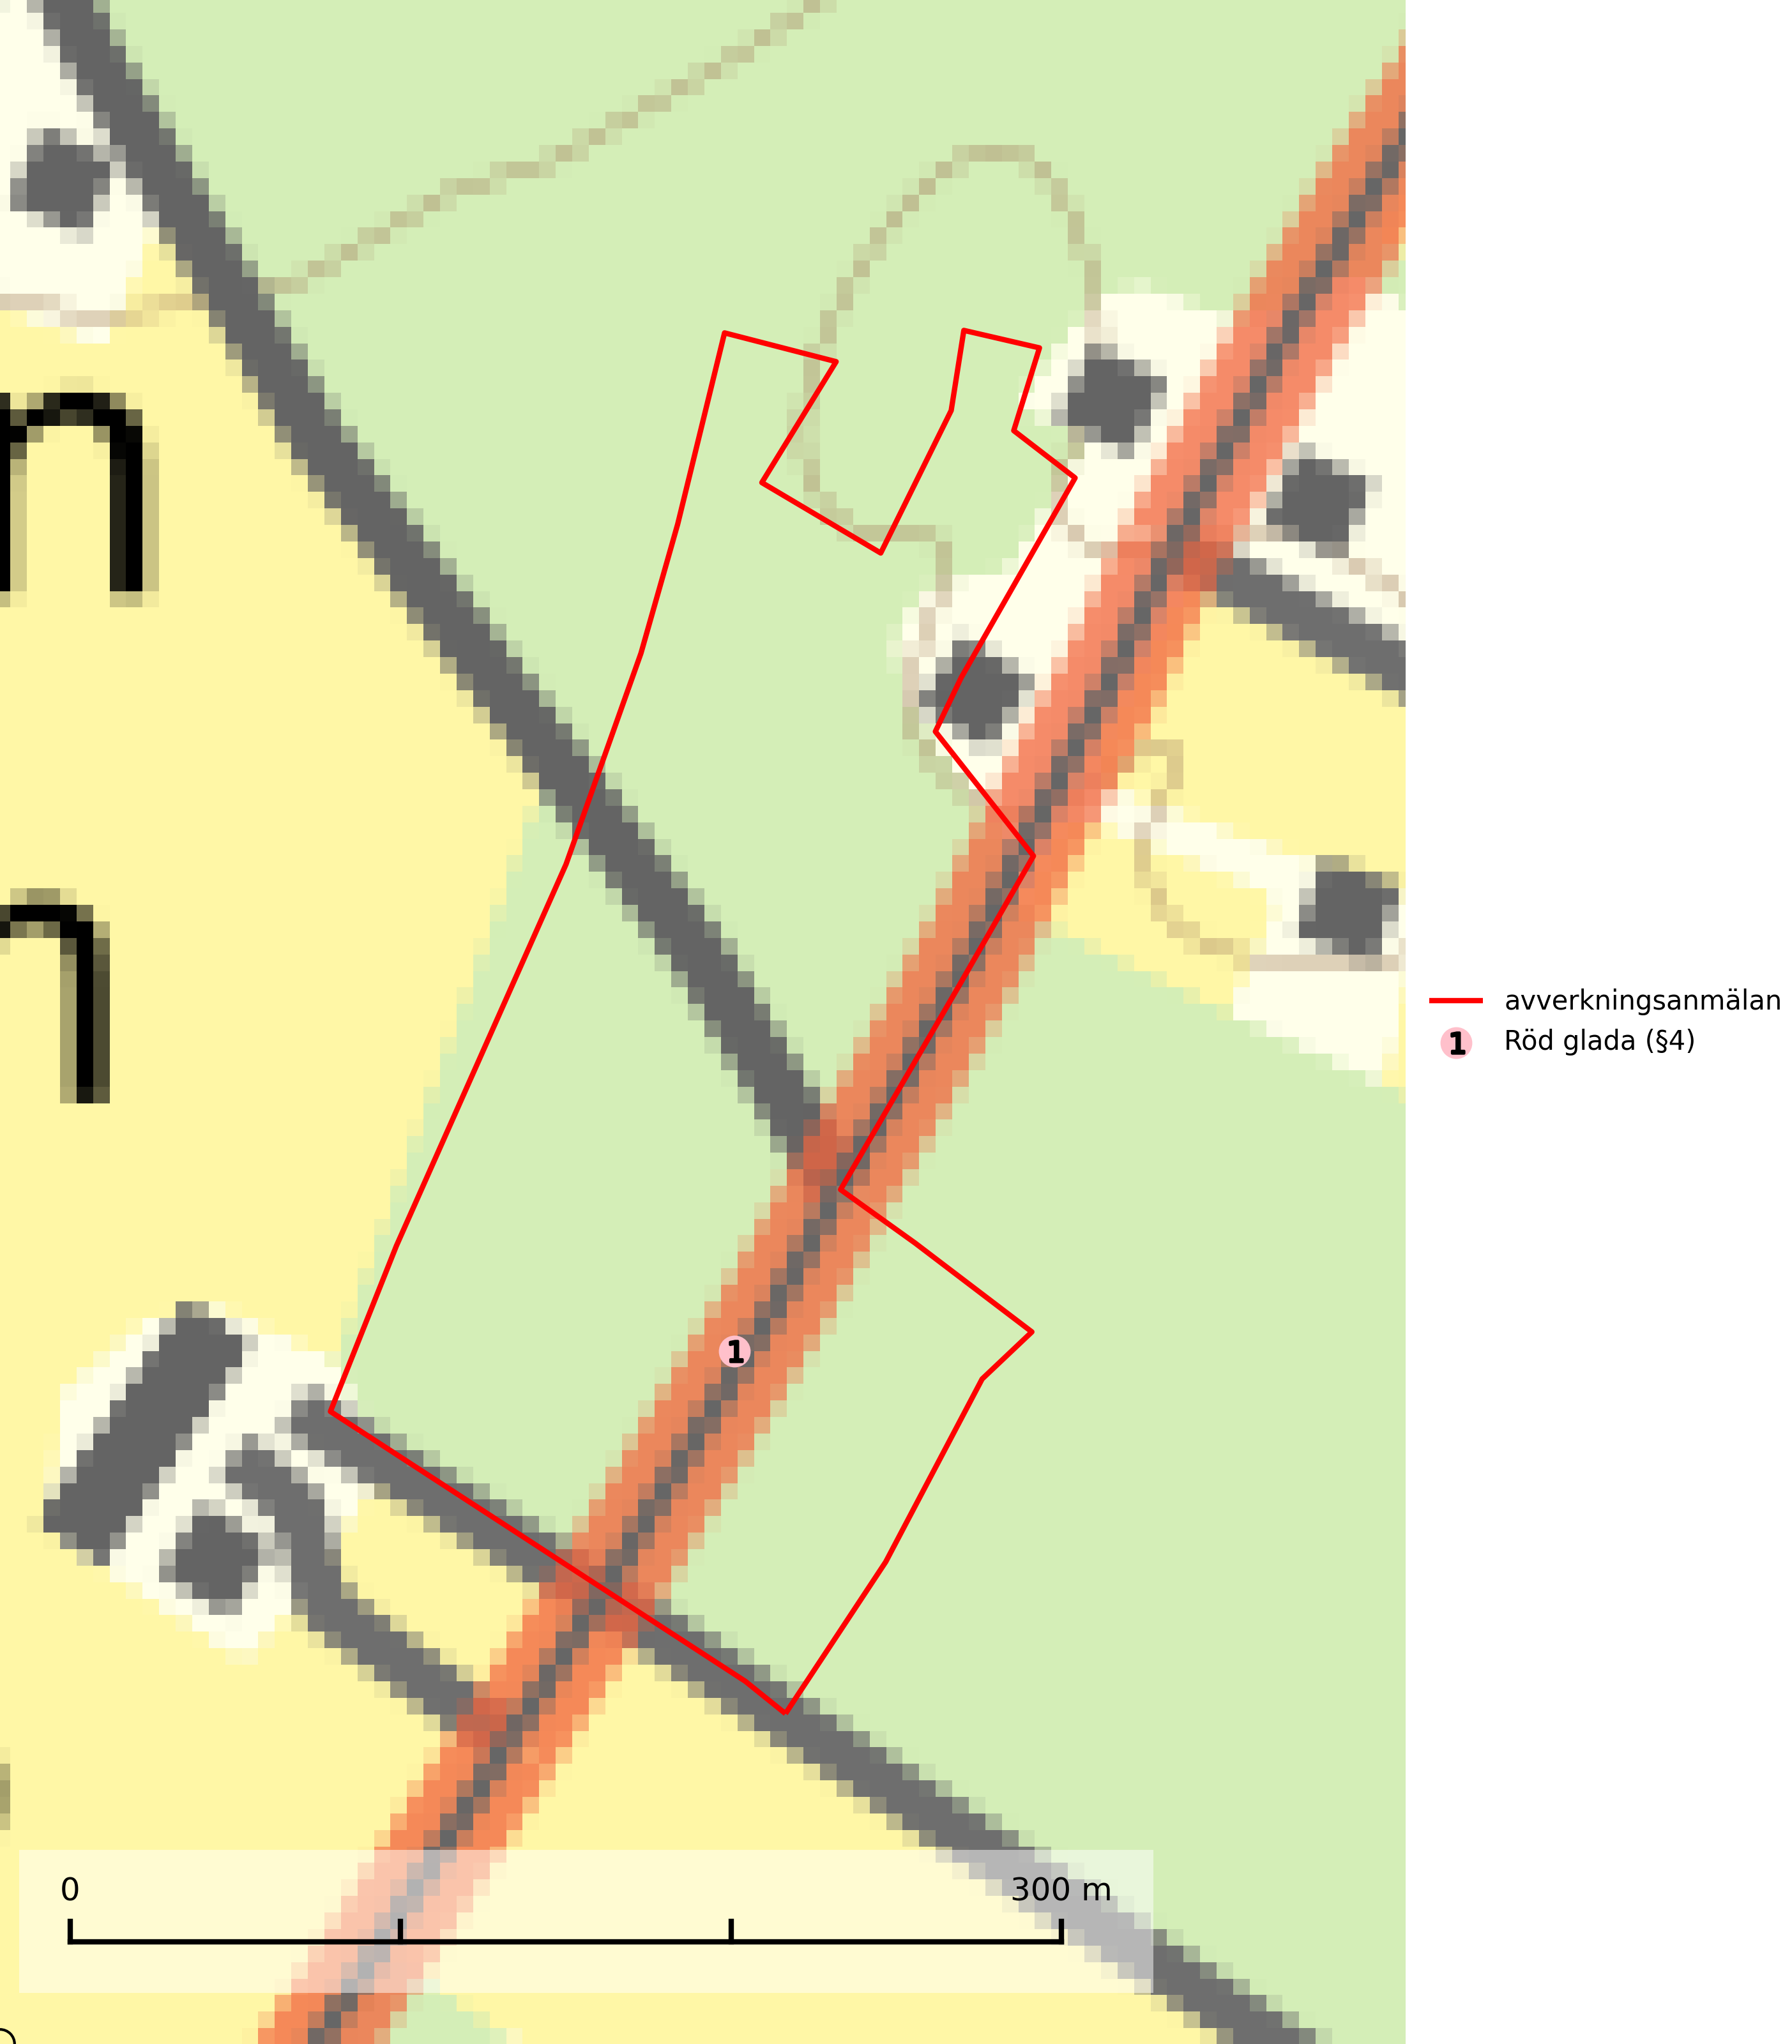 1
0
300 m
avverkningsanmälan
1 Röd glada (§4)